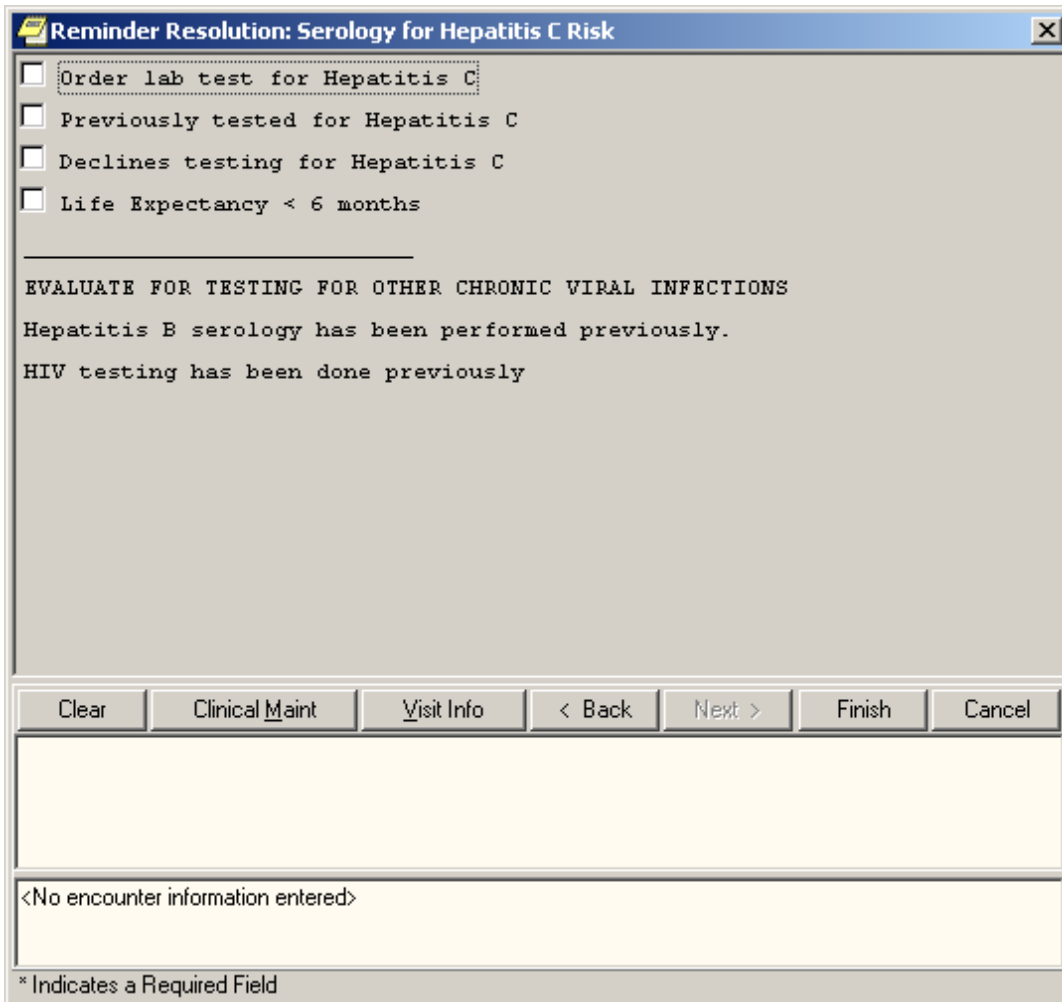 Reminder Resolution: Serology for Hepatitis C Risk
Order lab test for Hepatitis C
Previously tested for Hepatitis C
Declines testing for Hepatitis C
Life Expectancy < 6 months
EVALUATE FOR TESTING FOR OTHER CHRONIC VIRAL INFECTIONS
Hepatitis B serology has been performed previously.
HIV testing has been done previously
Clear Clinical Maint Visit Info < Back Next > Finish Cancel
<No encounter information entered>
* Indicates a Required Field